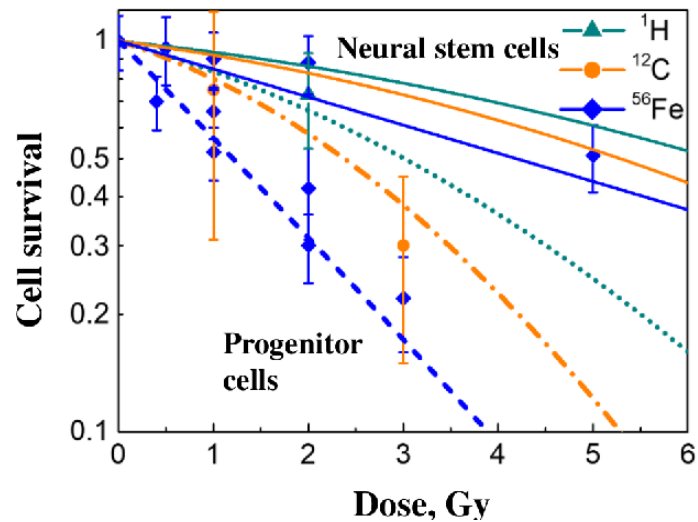 Cell survival
1
0.5
0.4
0.3
0.2
0.1
Neural stem cells
¹H
¹²C
⁵⁶Fe
Progenitor
cells
0 1 2 3 4 5 6
Dose, Gy